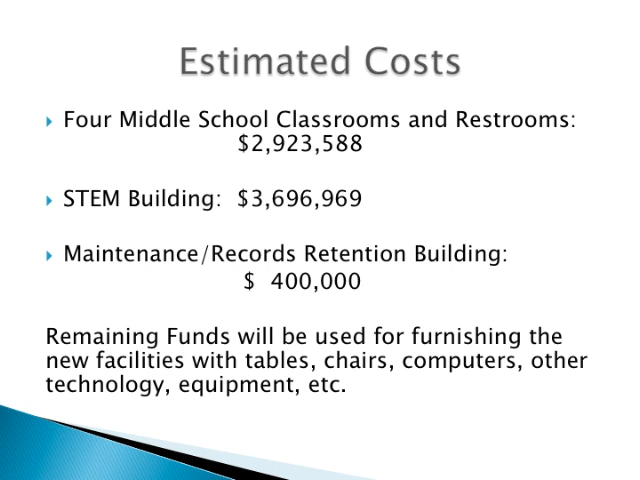 Estimated Costs
Four Middle School Classrooms and Restrooms:
$2,923,588
STEM Building: $3,696,969
Maintenance/Records Retention Building:
$ 400,000
Remaining Funds will be used for furnishing the
new facilities with tables, chairs, computers, other
technology, equipment, etc.